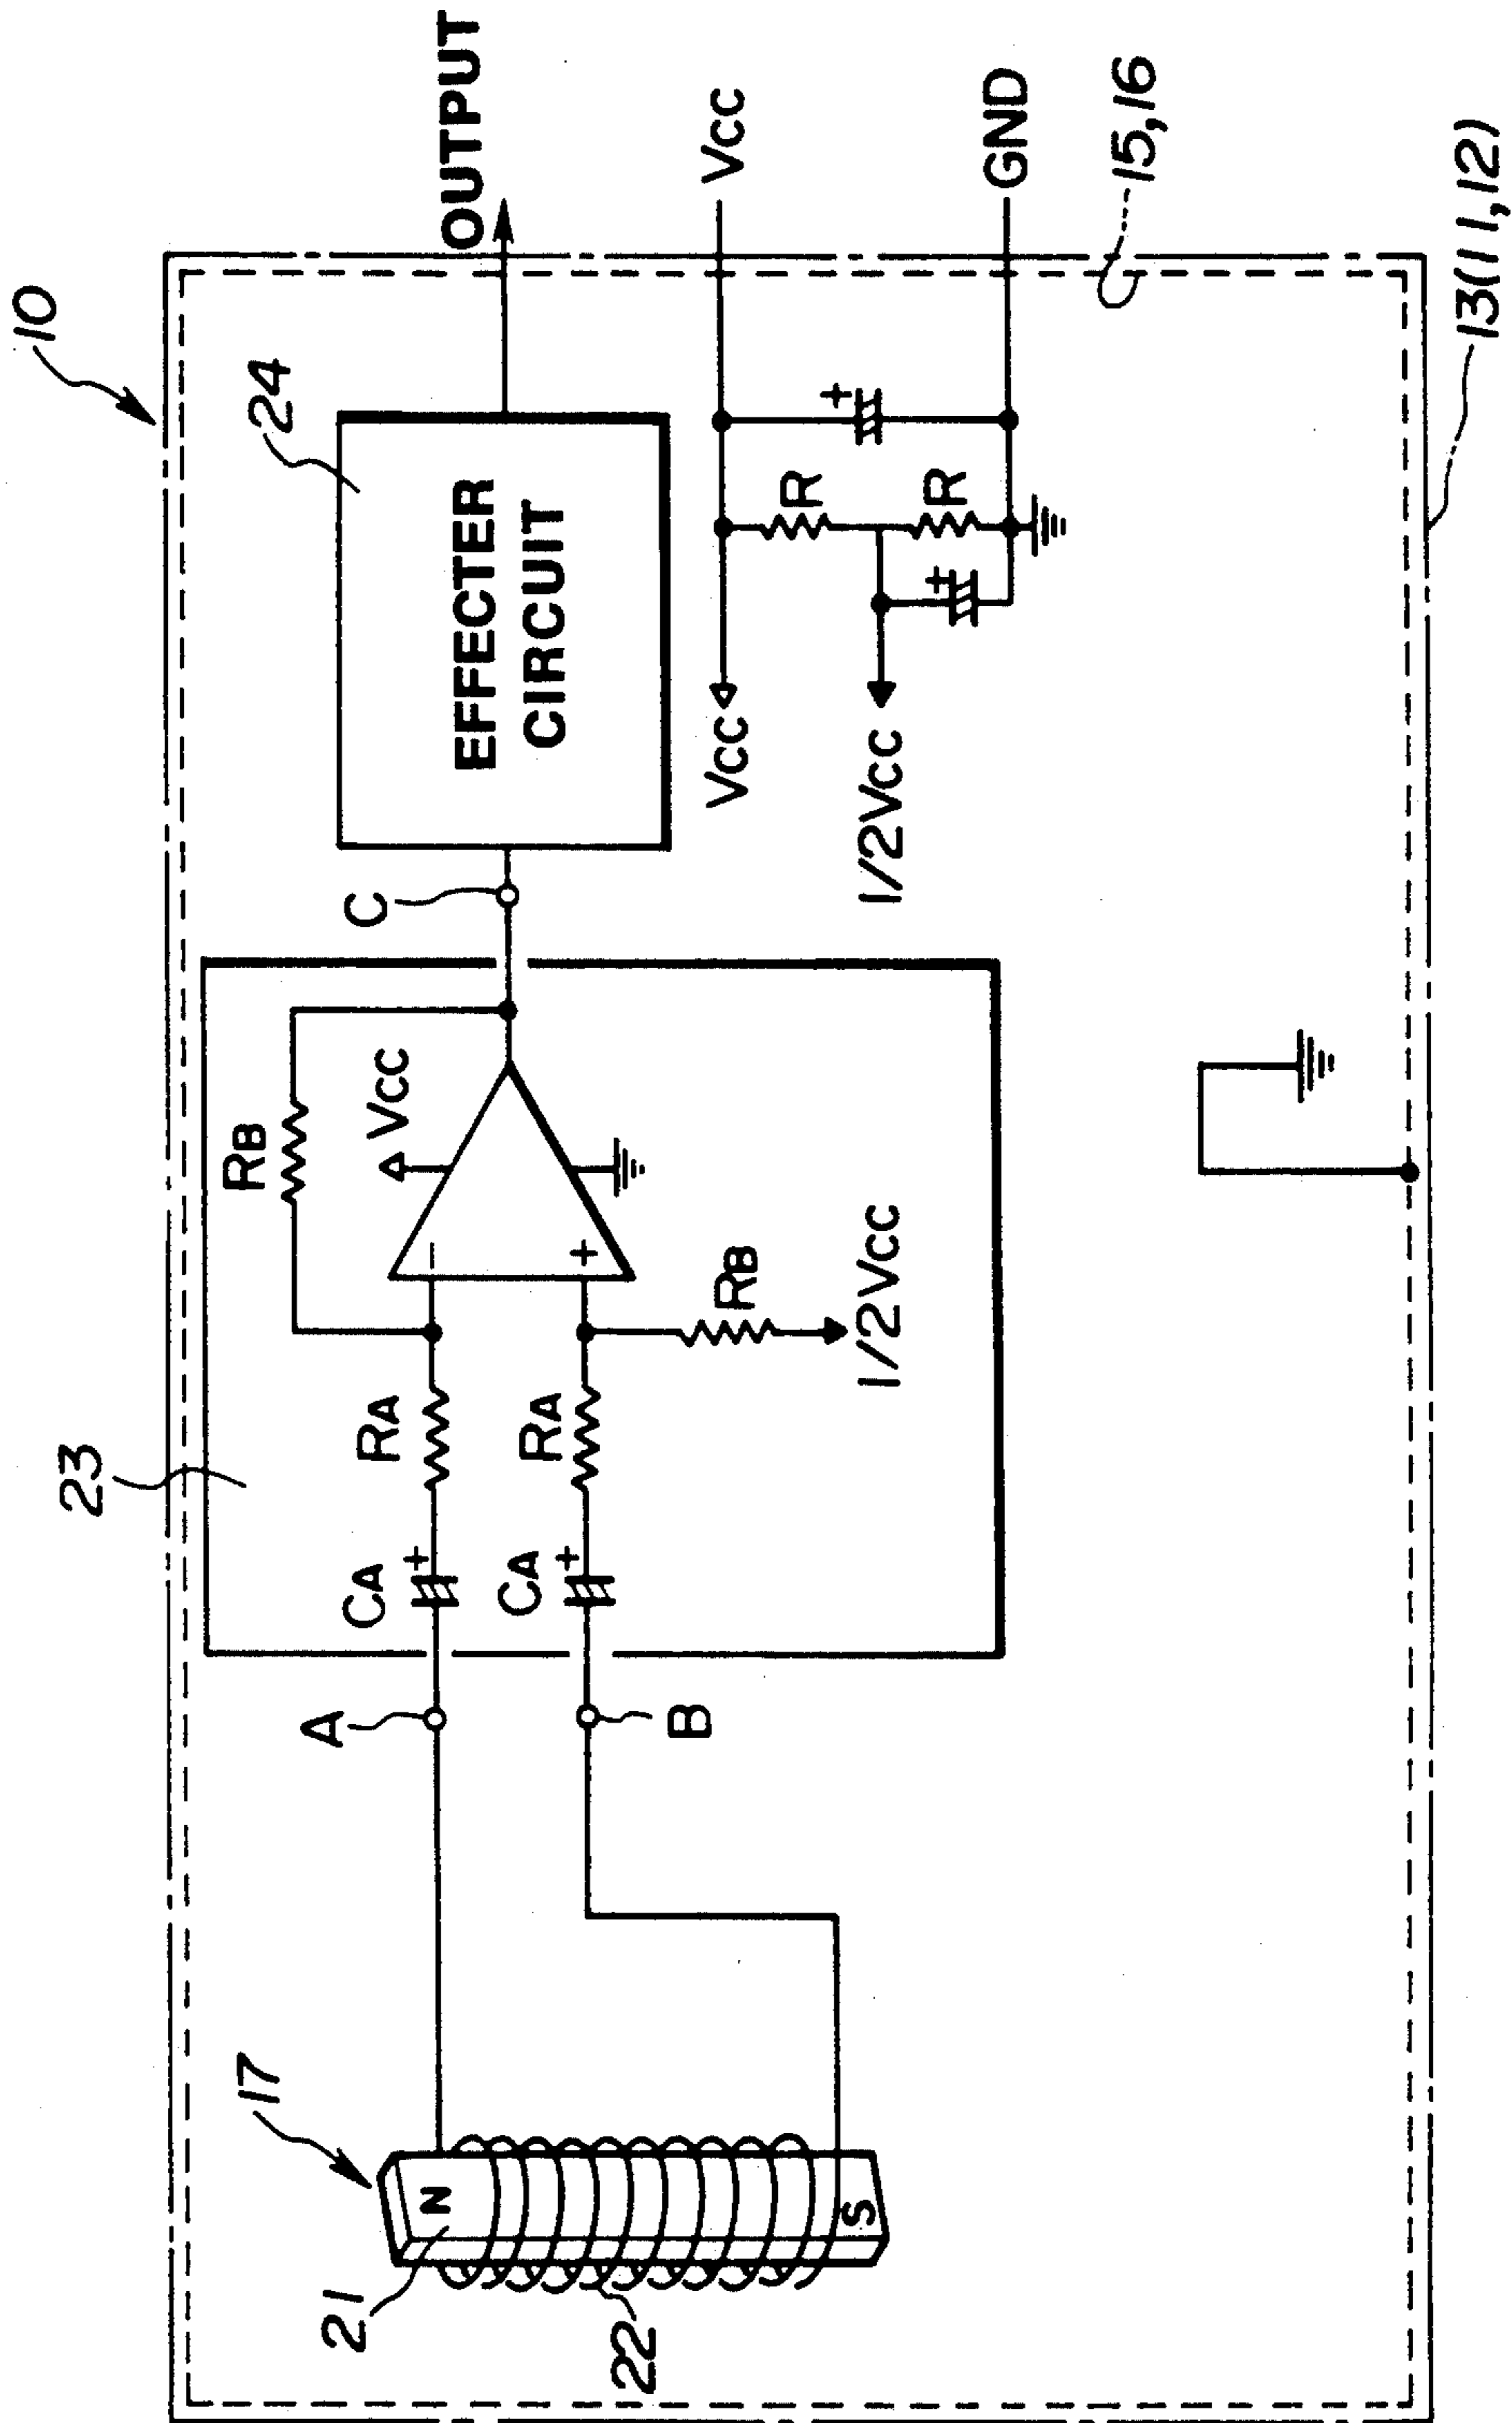 10
23
24
OUTPUT
17
RB
C
EFFECTER
CIRCUIT
A
CA
+
RA
VCC
N
21
−
B
CA
+
RA
+
22
S
RB
1/2VCC
VCC
VCC
+
R
R
+
1/2VCC
GND
15,16
13(11,12)